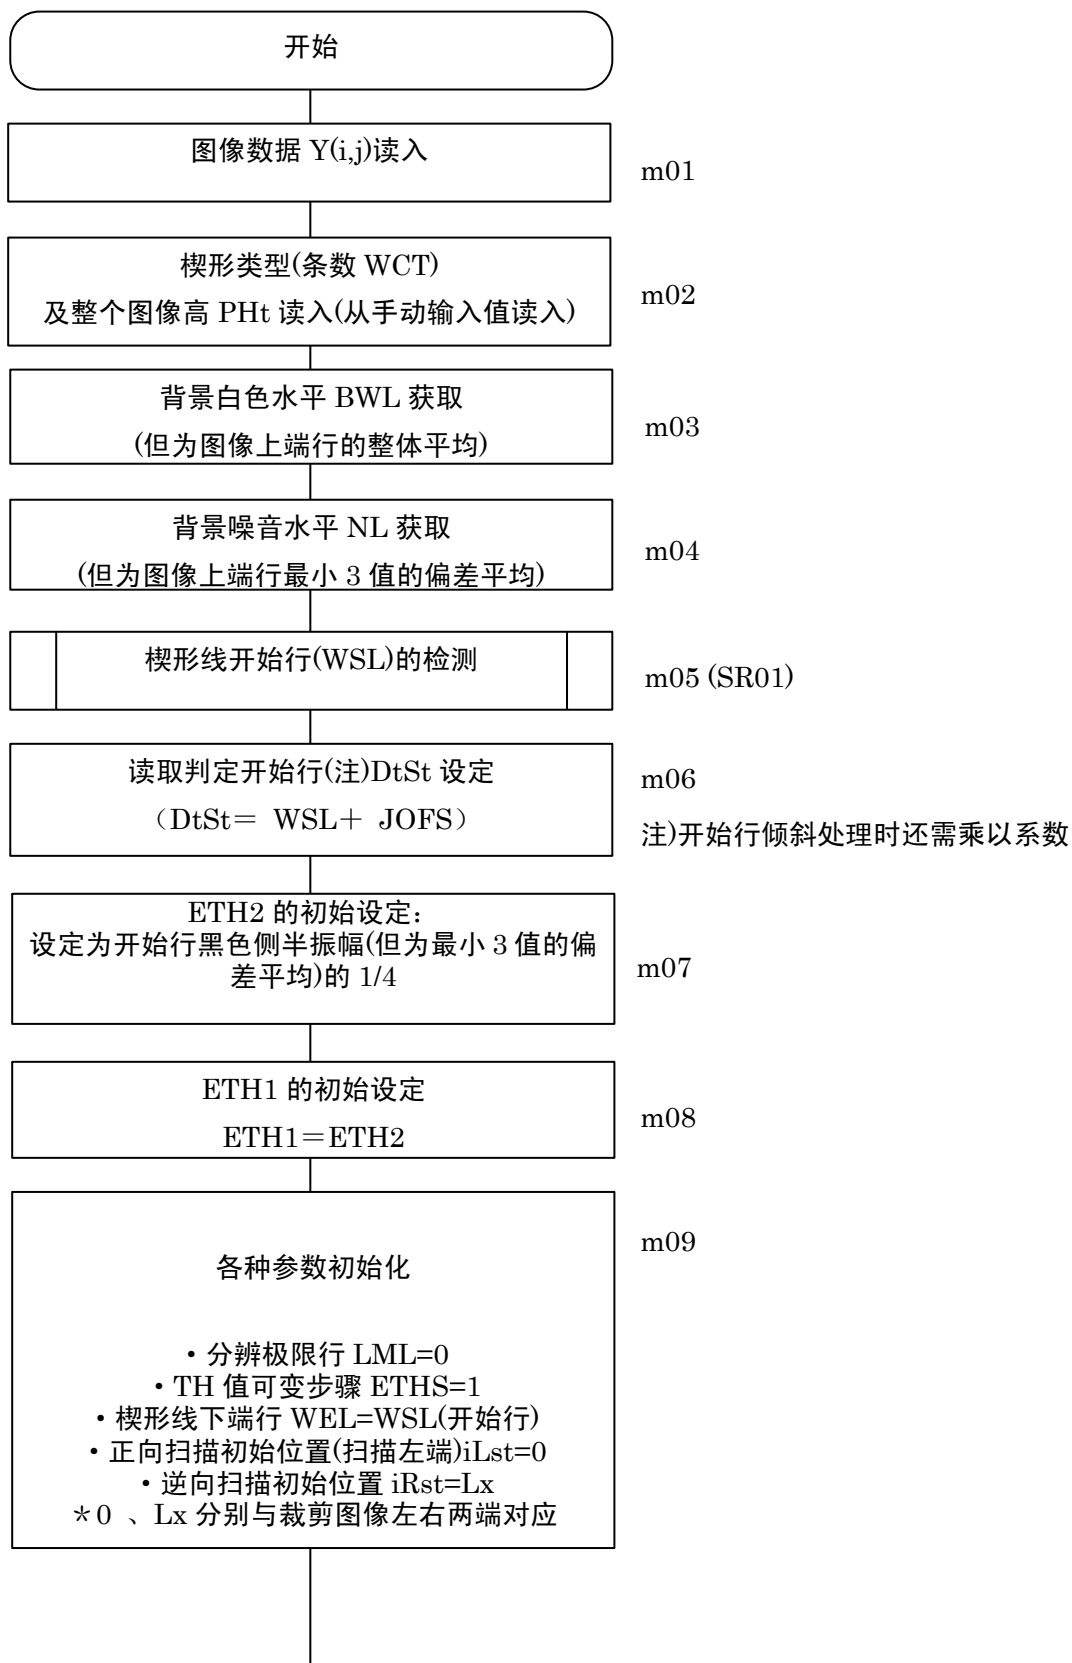 开始
图像数据 Y(i,j)读入
m01
楔形类型(条数 WCT)
及整个图像高 PHt 读入(从手动输入值读入)
m02
背景白色水平 BWL 获取
(但为图像上端行的整体平均)
m03
背景噪音水平 NL 获取
(但为图像上端行最小 3 值的偏差平均)
m04
楔形线开始行(WSL)的检测
m05 (SR01)
读取判定开始行(注)DtSt 设定
（DtSt＝ WSL＋ JOFS）
m06
注)开始行倾斜处理时还需乘以系数
ETH2 的初始设定：
设定为开始行黑色侧半振幅(但为最小 3 值的偏
差平均)的 1/4
m07
ETH1 的初始设定
ETH1＝ETH2
m08
各种参数初始化
m09
・分辨极限行 LML=0
・TH 值可变步骤 ETHS=1
・楔形线下端行 WEL=WSL(开始行)
・正向扫描初始位置(扫描左端)iLst=0
・逆向扫描初始位置 iRst=Lx
＊0 、Lx 分别与裁剪图像左右两端对应